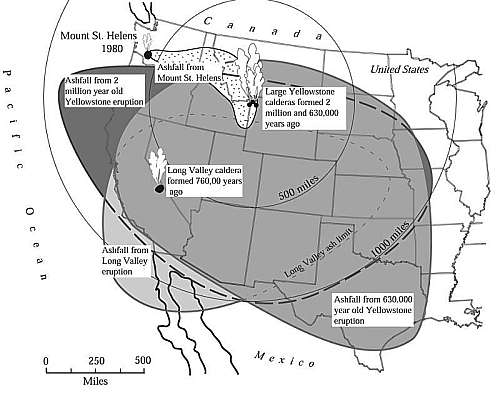 C a n a d a
Mount St. Helens
1980
Ashfall from
Mount St. Helens
United States
Ashfall from 2
million year old
Yellowstone eruption
Large Yellowstone
calderas formed 2
million and 630,000
years ago
Pacific Ocean
Long Valley caldera
formed 760,00 years
ago
500 miles
1000 miles
Long Valley ash limit
Ashfall from
Long Valley
eruption
Ashfall from 630,000
year old Yellowstone
eruption
Mexico
0 250 500
Miles